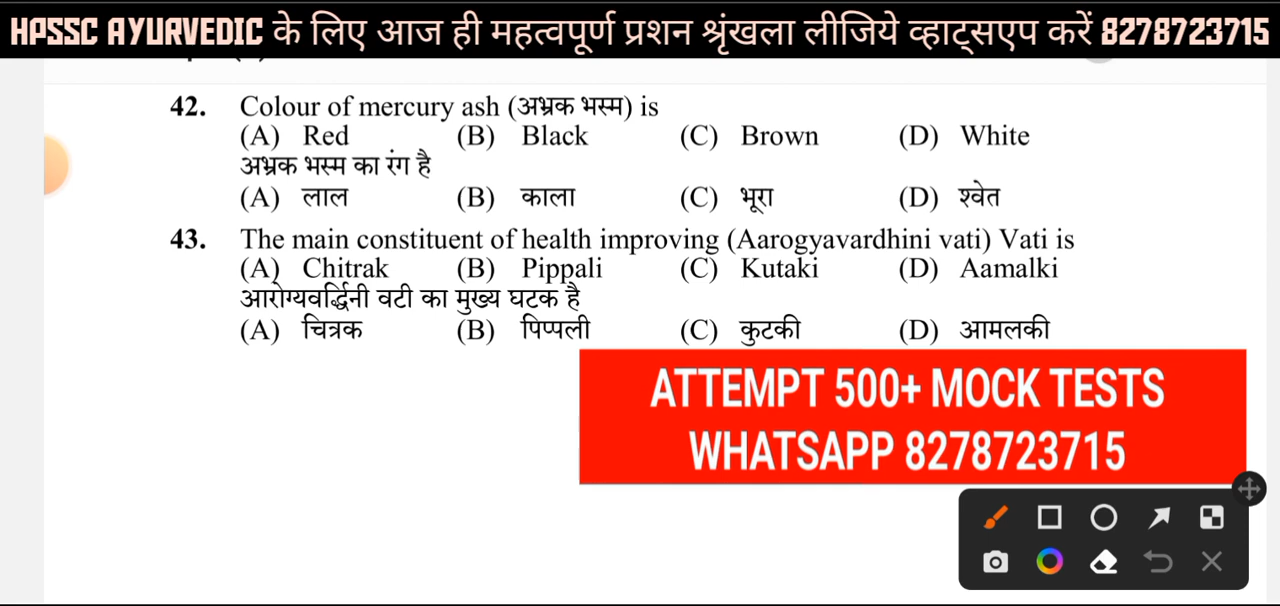 HPSSC AYURVEDIC के लिए आज ही महत्वपूर्ण प्रशन श्रृंखला लीजिये व्हाट्सएप करें 8278723715
42. Colour of mercury ash (अभ्रक भस्म) is
(A) Red (B) Black (C) Brown (D) White
अभ्रक भस्म का रंग है
(A) लाल (B) काला (C) भूरा (D) श्वेत
43. The main constituent of health improving (Aarogyavardhini vati) Vati is
(A) Chitrak (B) Pippali (C) Kutaki (D) Aamalki
आरोग्यवर्द्धिनी वटी का मुख्य घटक है
(A) चित्रक (B) पिप्पली (C) कुटकी (D) आमलकी
ATTEMPT 500+ MOCK TESTS
WHATSAPP 8278723715